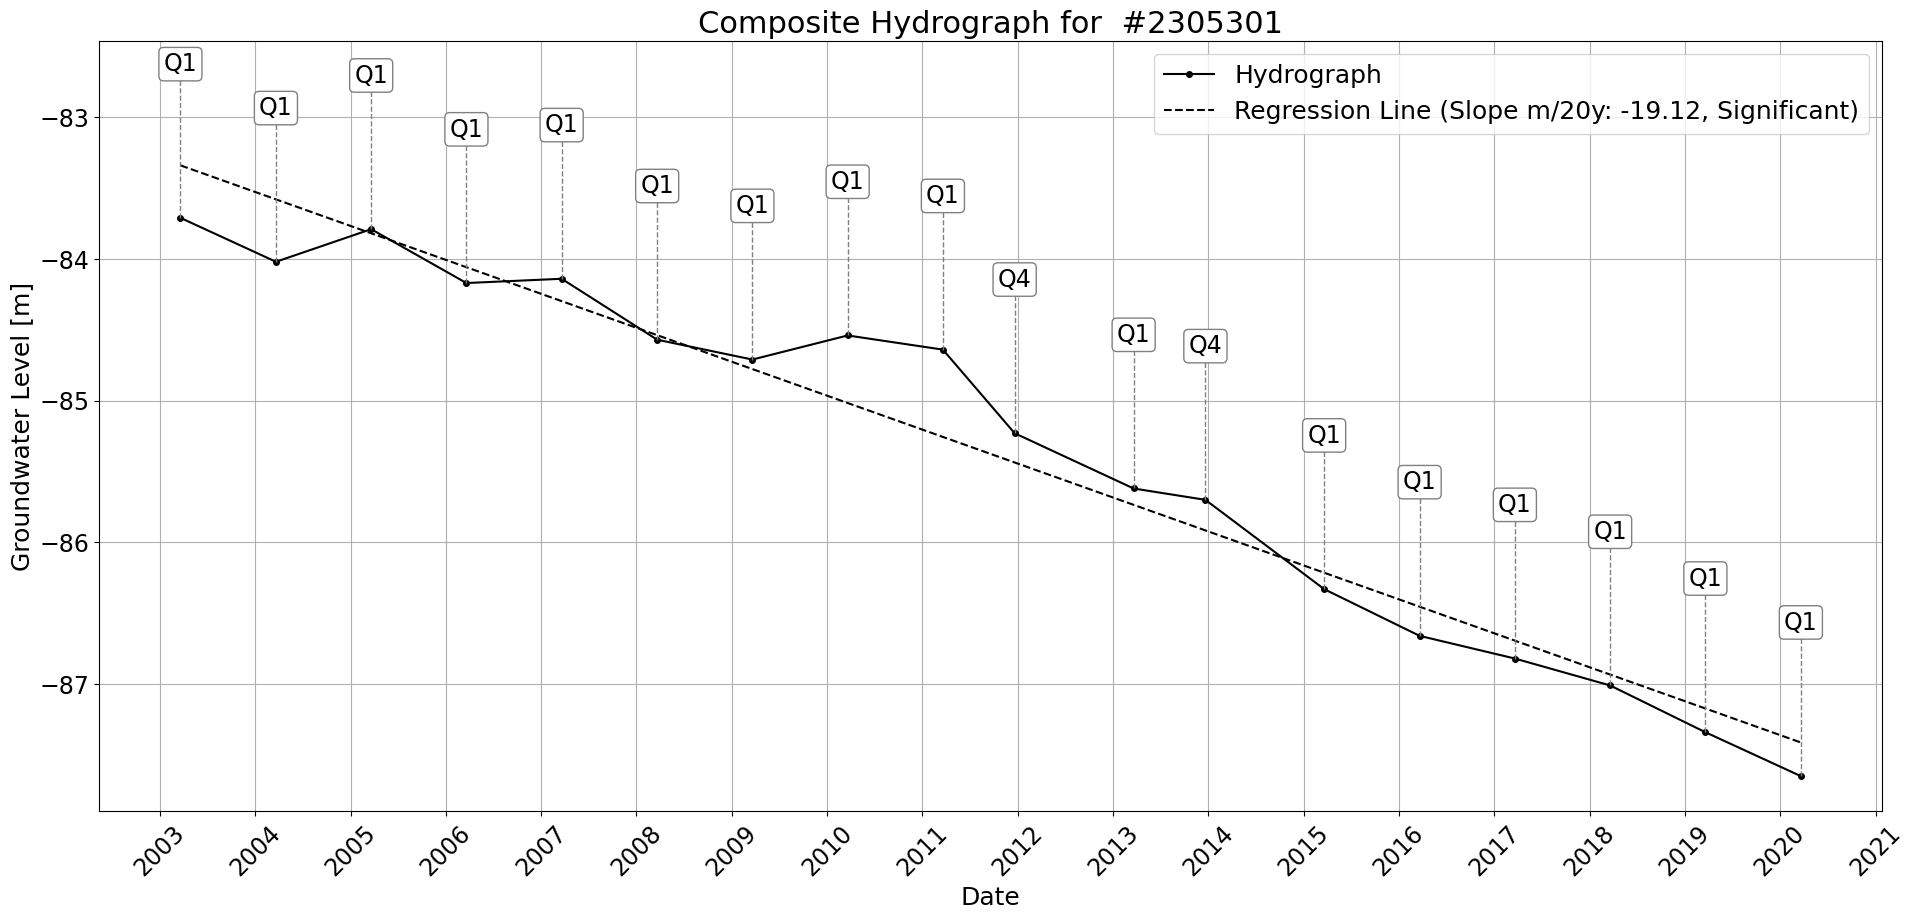 Composite Hydrograph for  #2305301
Hydrograph
Regression Line (Slope m/20y: -19.12, Significant)
Q1
Q1
Q1
Q1
Q1
Q1
Q1
Q1
Q1
Q4
Q1
Q4
Q1
Q1
Q1
Q1
Q1
Q1
Groundwater Level [m]
−83
−84
−85
−86
−87
2003
2004
2005
2006
2007
2008
2009
2010
2011
2012
2013
2014
2015
2016
2017
2018
2019
2020
2021
Date